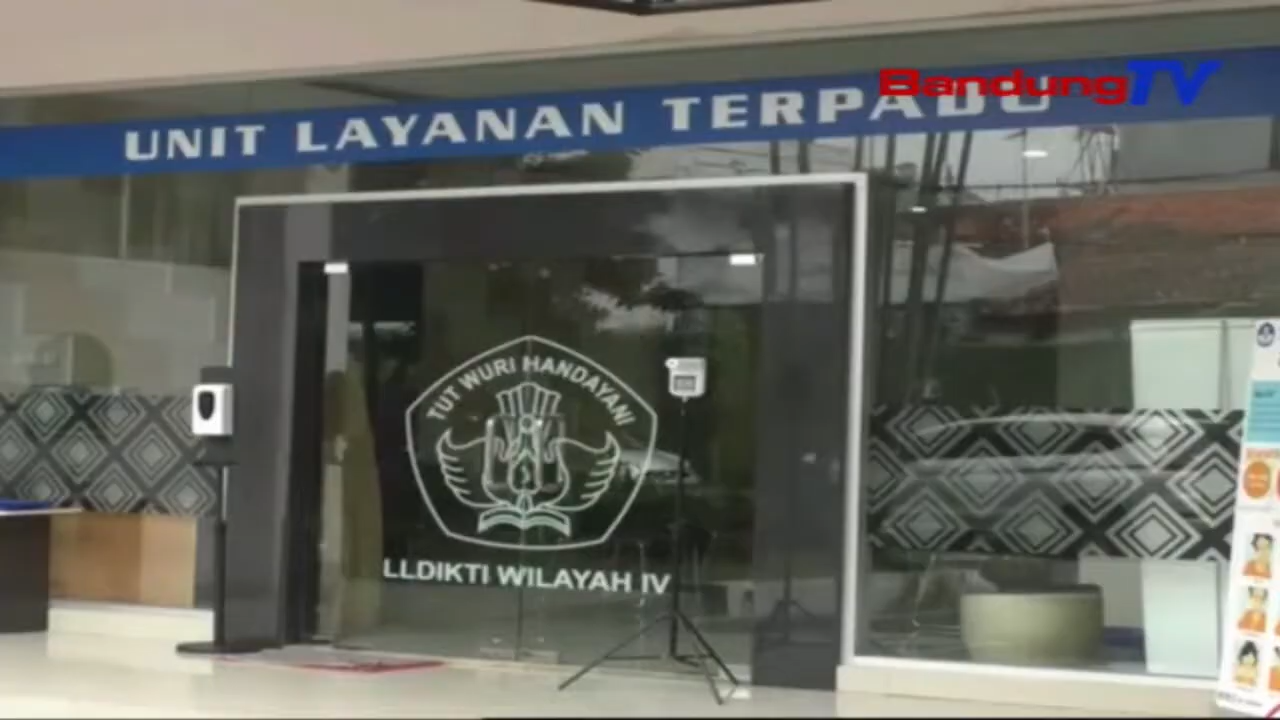 BandungTV
UNIT LAYANAN TERPADU
TUT WURI HANDAYANI
LLDIKTI WILAYAH IV